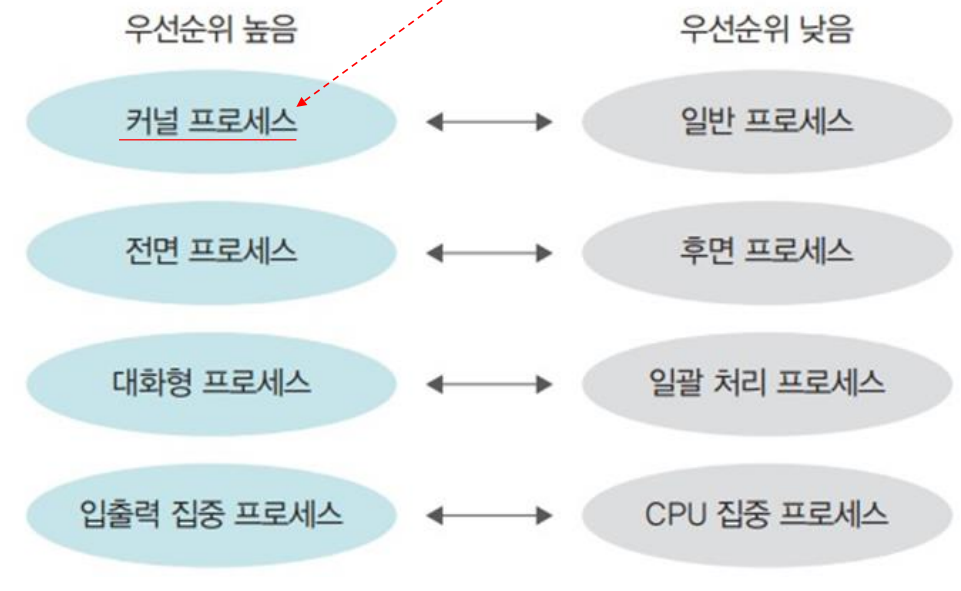 우선순위 높음
우선순위 낮음
커널 프로세스
일반 프로세스
전면 프로세스
후면 프로세스
대화형 프로세스
일괄 처리 프로세스
입출력 집중 프로세스
CPU 집중 프로세스